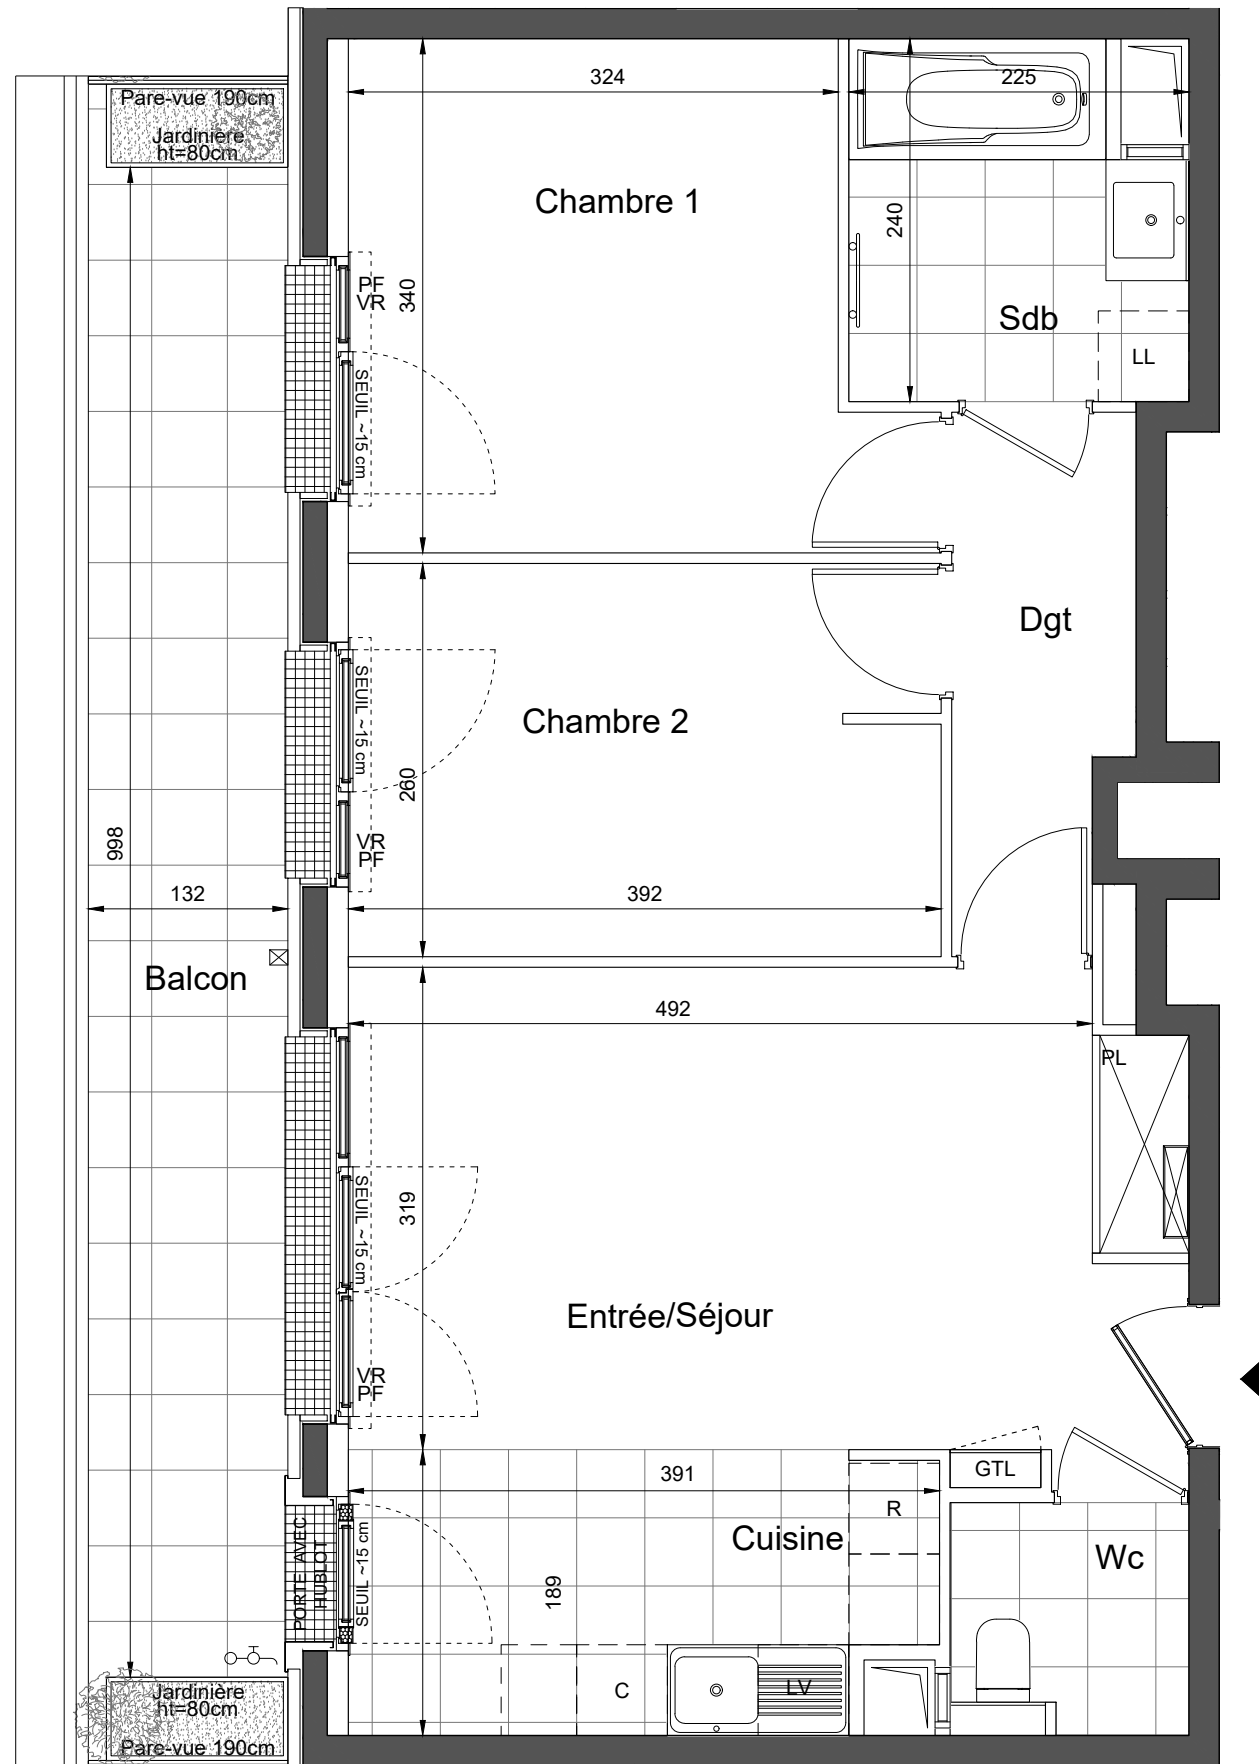 Pare-vue 190cm
Jardinière
ht=80cm
324
225
Chambre 1
240
340
PF
VR
SEUIL ~15 cm
Sdb
LL
Dgt
Chambre 2
SEUIL ~15 cm
260
VR
PF
998
132
392
Balcon
492
PL
SEUIL ~15 cm
319
Entrée/Séjour
VR
PF
391
GTL
R
Cuisine
Wc
PORTE AVEC
HUBLOT
SEUIL ~15 cm
189
C
LV
Jardinière
ht=80cm
Pare-vue 190cm